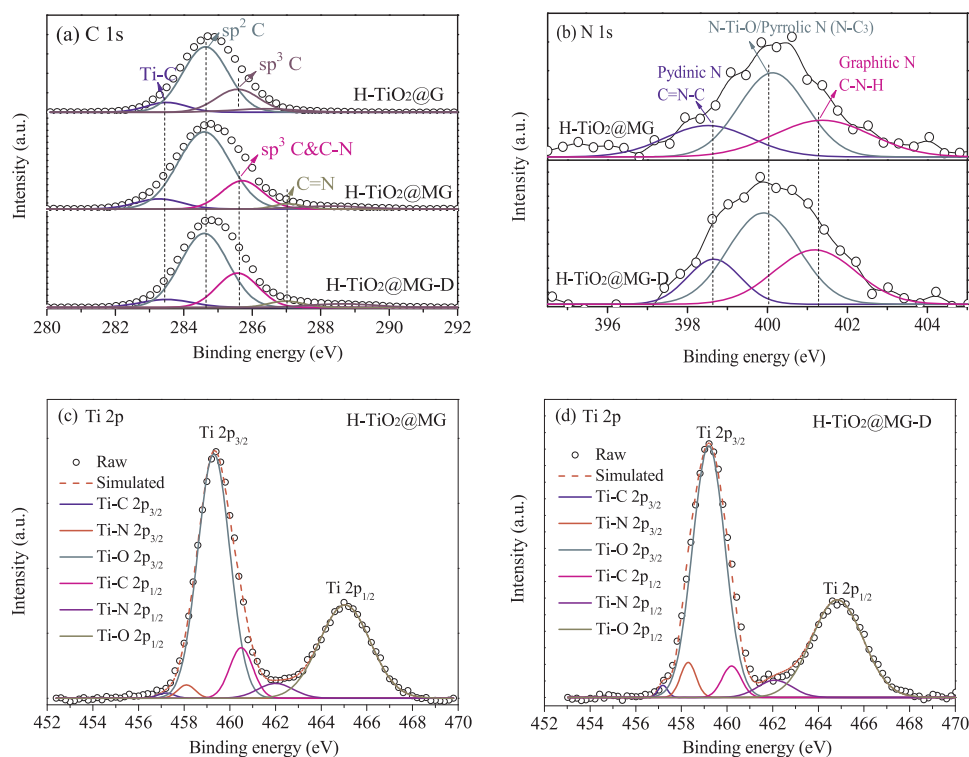 (a) C 1s
sp² C
Ti-C
sp³ C
H-TiO₂@G
sp³ C&C-N
C=N
H-TiO₂@MG
H-TiO₂@MG-D
Intensity (a.u.)
280 282 284 286 288 290 292
Binding energy (eV)
(b) N 1s
N-Ti-O/Pyrrolic N (N-C₃)
Pydinic N
C=N-C
Graphitic N
C-N-H
H-TiO₂@MG
H-TiO₂@MG-D
Intensity (a.u.)
396 398 400 402 404
Binding energy (eV)
(c) Ti 2p
H-TiO₂@MG
Ti 2p₃/₂
Raw
Simulated
Ti-C 2p₃/₂
Ti-N 2p₃/₂
Ti-O 2p₃/₂
Ti-C 2p₁/₂
Ti-N 2p₁/₂
Ti-O 2p₁/₂
Ti 2p₁/₂
Intensity (a.u.)
452 454 456 458 460 462 464 466 468 470
Binding energy (eV)
(d) Ti 2p
H-TiO₂@MG-D
Ti 2p₃/₂
Raw
Simulated
Ti-C 2p₃/₂
Ti-N 2p₃/₂
Ti-O 2p₃/₂
Ti-C 2p₁/₂
Ti-N 2p₁/₂
Ti-O 2p₁/₂
Ti 2p₁/₂
Intensity (a.u.)
452 454 456 458 460 462 464 466 468 470
Binding energy (eV)